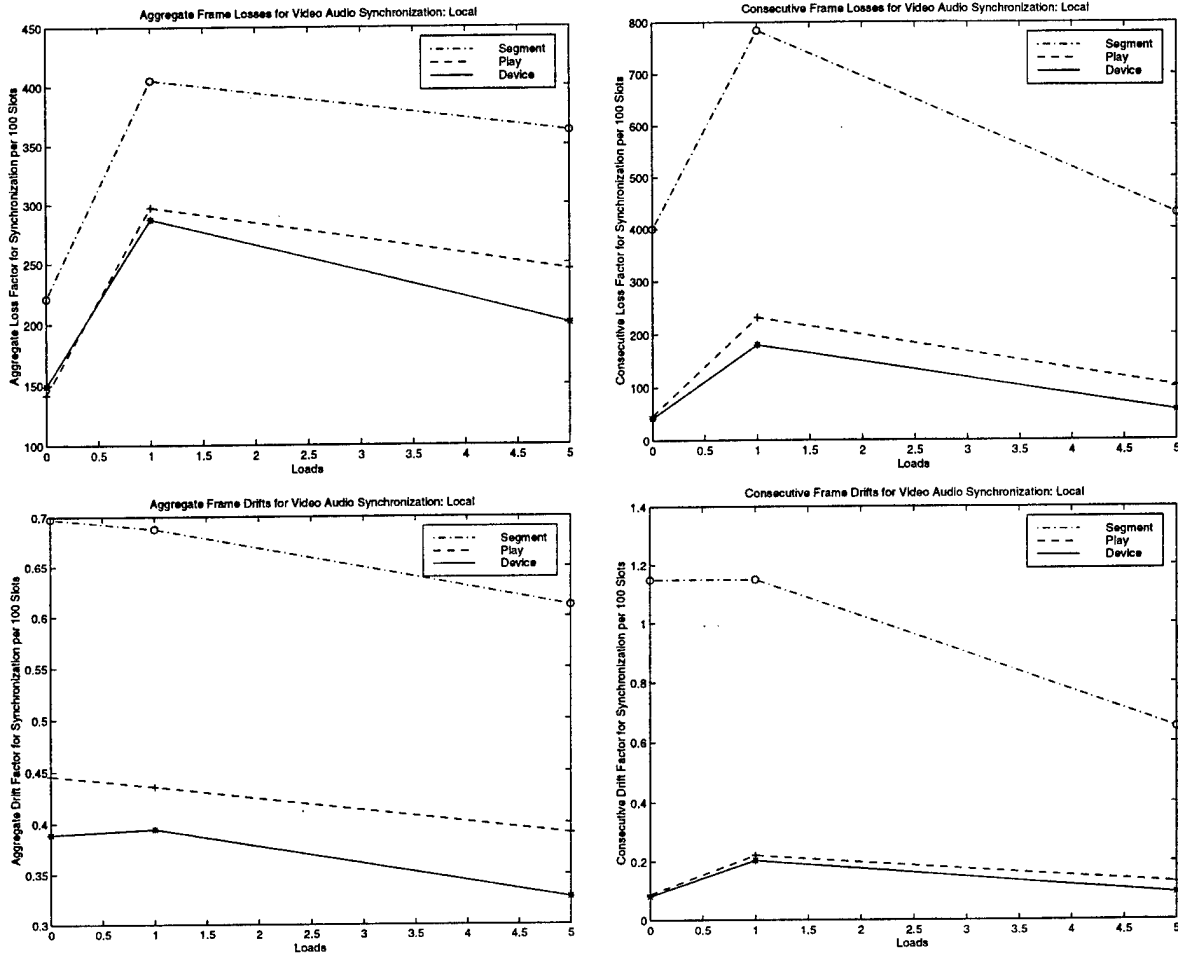 Aggregate Frame Losses for Video Audio Synchronization: Local
450
400
350
300
250
200
150
100
Aggregate Loss Factor for Synchronization per 100 Slots
Segment
Play
Device
0 0.5 1 1.5 2 2.5 3 3.5 4 4.5 5
Loads
Consecutive Frame Losses for Video Audio Synchronization: Local
800
700
600
500
400
300
200
100
0
Consecutive Loss Factor for Synchronization per 100 Slots
Segment
Play
Device
0 0.5 1 1.5 2 2.5 3 3.5 4 4.5 5
Loads
Aggregate Frame Drifts for Video Audio Synchronization: Local
0.7
0.65
0.6
0.55
0.5
0.45
0.4
0.35
0.3
Aggregate Drift Factor for Synchronization per 100 Slots
Segment
Play
Device
0 0.5 1 1.5 2 2.5 3 3.5 4 4.5 5
Loads
Consecutive Frame Drifts for Video Audio Synchronization: Local
1.4
1.2
1
0.8
0.6
0.4
0.2
0
Consecutive Drift Factor for Synchronization per 100 Slots
Segment
Play
Device
0 0.5 1 1.5 2 2.5 3 3.5 4 4.5 5
Loads